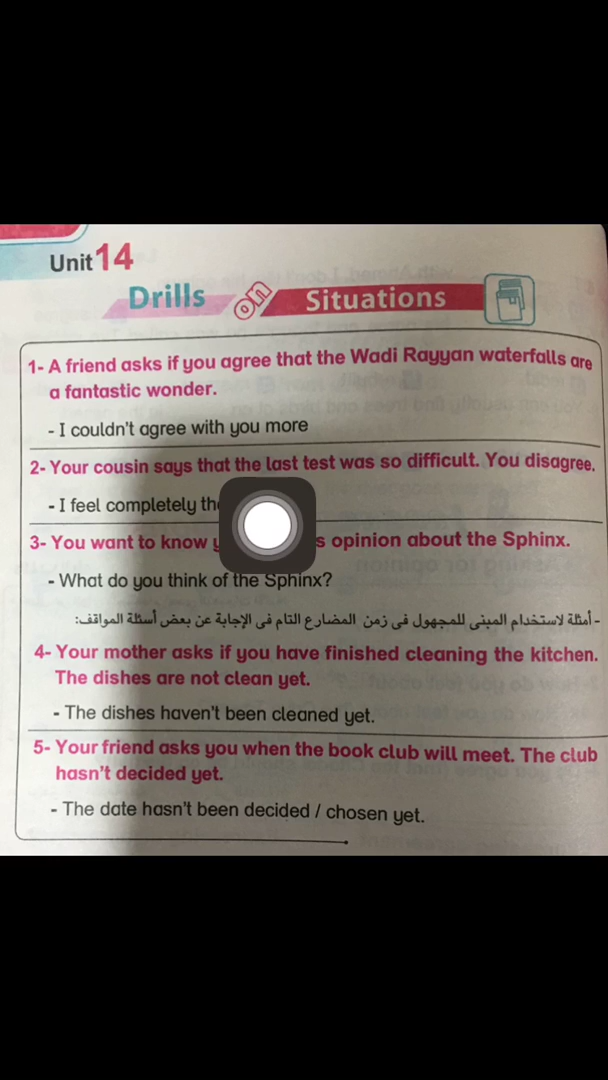 Unit 14
Drills on Situations
1- A friend asks if you agree that the Wadi Rayyan waterfalls are
a fantastic wonder.
- I couldn't agree with you more
2- Your cousin says that the last test was so difficult. You disagree.
- I feel completely
3- You want to know opinion about the Sphinx.
- What do you think of the Sphinx?
- أمثلة لاستخدام المبنى للمجهول فى زمن المضارع التام فى الإجابة عن بعض أسئلة المواقف:
4- Your mother asks if you have finished cleaning the kitchen.
The dishes are not clean yet.
- The dishes haven't been cleaned yet.
5- Your friend asks you when the book club will meet. The club
hasn't decided yet.
- The date hasn't been decided / chosen yet.